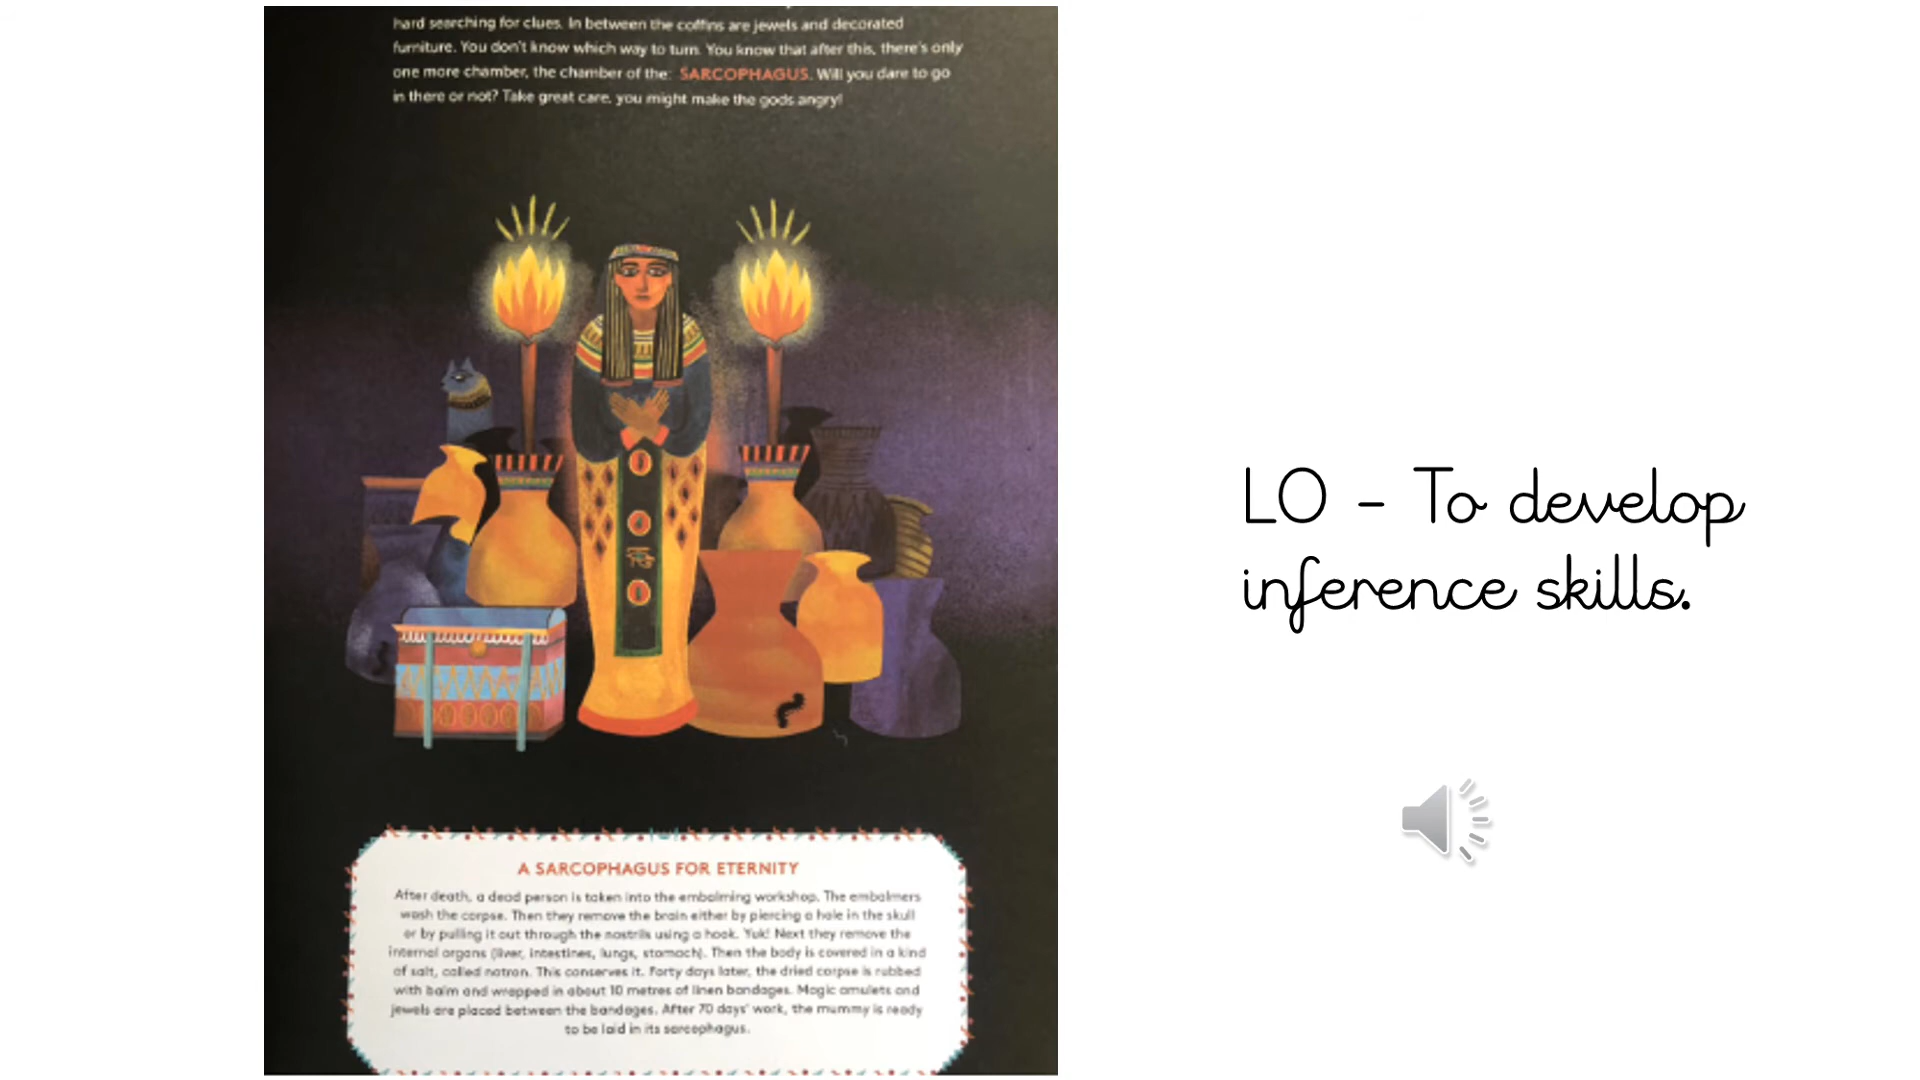 hard searching for clues. In between the coffins are jewels and decorated
furniture. You don't know which way to turn. You know that after this, there's only
one more chamber, the chamber of the: SARCOPHAGUS. Will you dare to go
in there or not? Take great care, you might make the gods angry!
A SARCOPHAGUS FOR ETERNITY
After death, a dead person is taken into the embalming workshop. The embalmers
wash the corpse. Then they remove the brain either by piercing a hole in the skull
or by pulling it out through the nostrils using a hook. Yuk! Next they remove the
internal organs (liver, intestines, lungs, stomach). Then the body is covered in a kind
of salt, called natron. This conserves it. Forty days later, the dried corpse is rubbed
with balm and wrapped in about 10 metres of linen bandages. Magic amulets and
jewels are placed between the bandages. After 70 days' work, the mummy is ready
to be laid in its sarcophagus.
LO - To develop
inference skills.